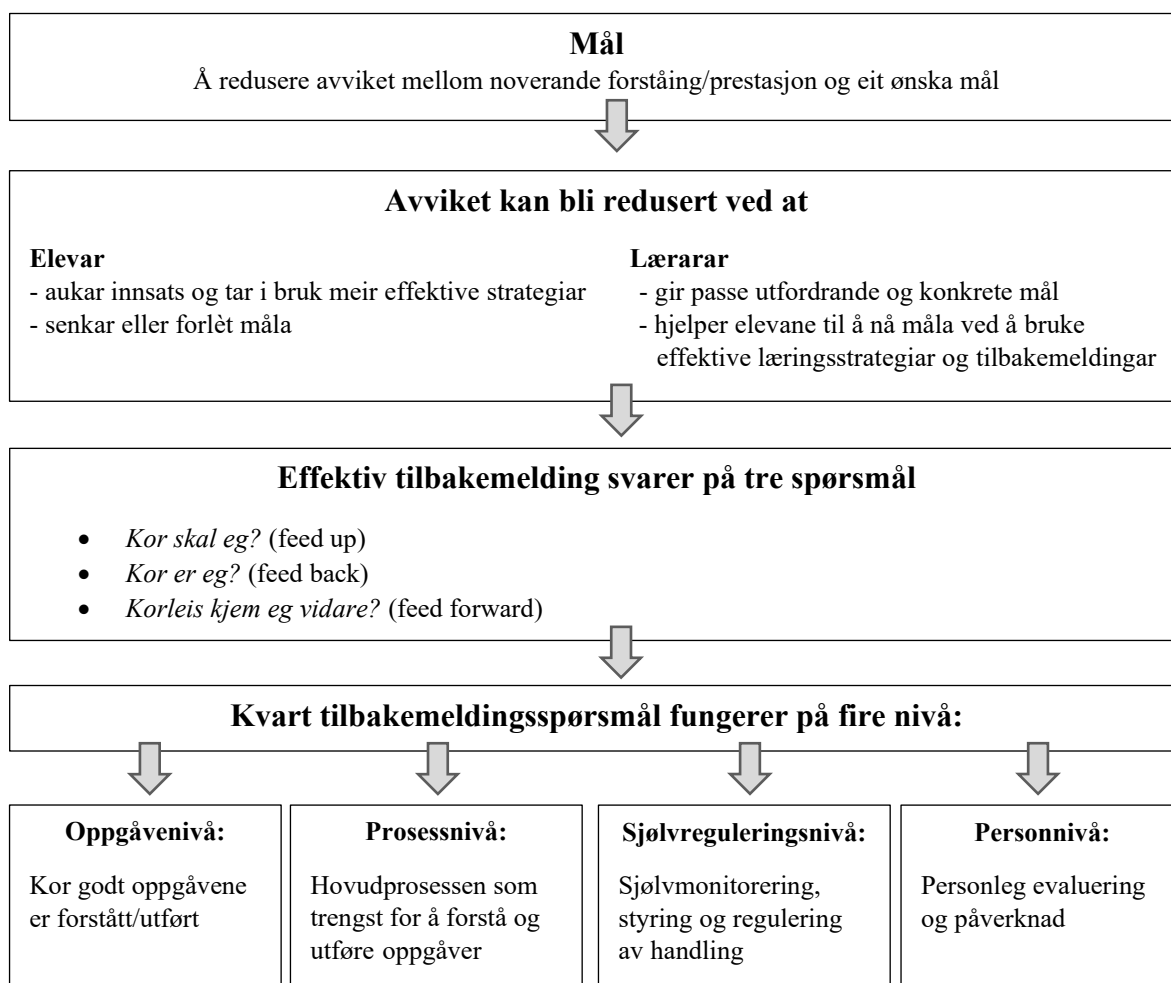 Mål
Å redusere avviket mellom noverande forståing/prestasjon og eit ønska mål
Avviket kan bli redusert ved at
Elevar
- aukar innsats og tar i bruk meir effektive strategiar
- senkar eller forlèt måla
Lærarar
- gir passe utfordrande og konkrete mål
- hjelper elevane til å nå måla ved å bruke
effektive læringsstrategiar og tilbakemeldingar
Effektiv tilbakemelding svarer på tre spørsmål
• Kor skal eg? (feed up)
• Kor er eg? (feed back)
• Korleis kjem eg vidare? (feed forward)
Kvart tilbakemeldingsspørsmål fungerer på fire nivå:
Oppgåvenivå:
Kor godt oppgåvene
er forstått/utført
Prosessnivå:
Hovudprosessen som
trengst for å forstå og
utføre oppgåver
Sjølvreguleringsnivå:
Sjølvmonitorering,
styring og regulering
av handling
Personnivå:
Personleg evaluering
og påverknad